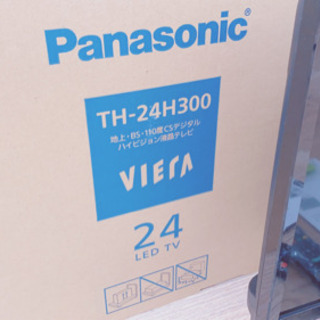 Panasonic
TH-24H300
地上・BS・110度CSデジタル
ハイビジョン液晶テレビ
VIERA
24
LED TV